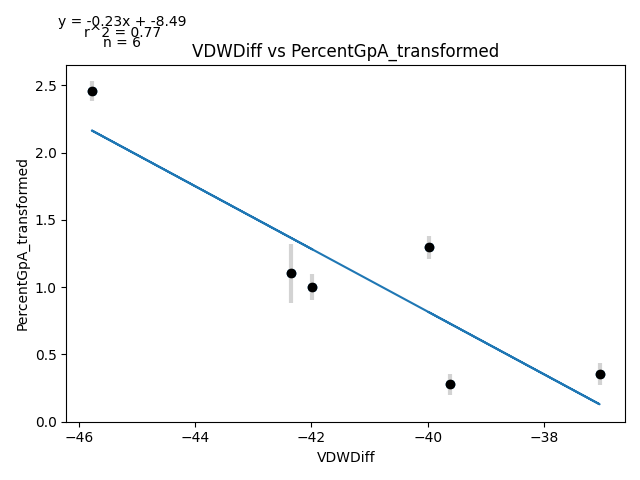 y = -0.23x + -8.49
r^2 = 0.77
n = 6
VDWDiff vs PercentGpA_transformed
PercentGpA_transformed
2.5
2.0
1.5
1.0
0.5
0.0
−46
−44
−42
−40
−38
VDWDiff